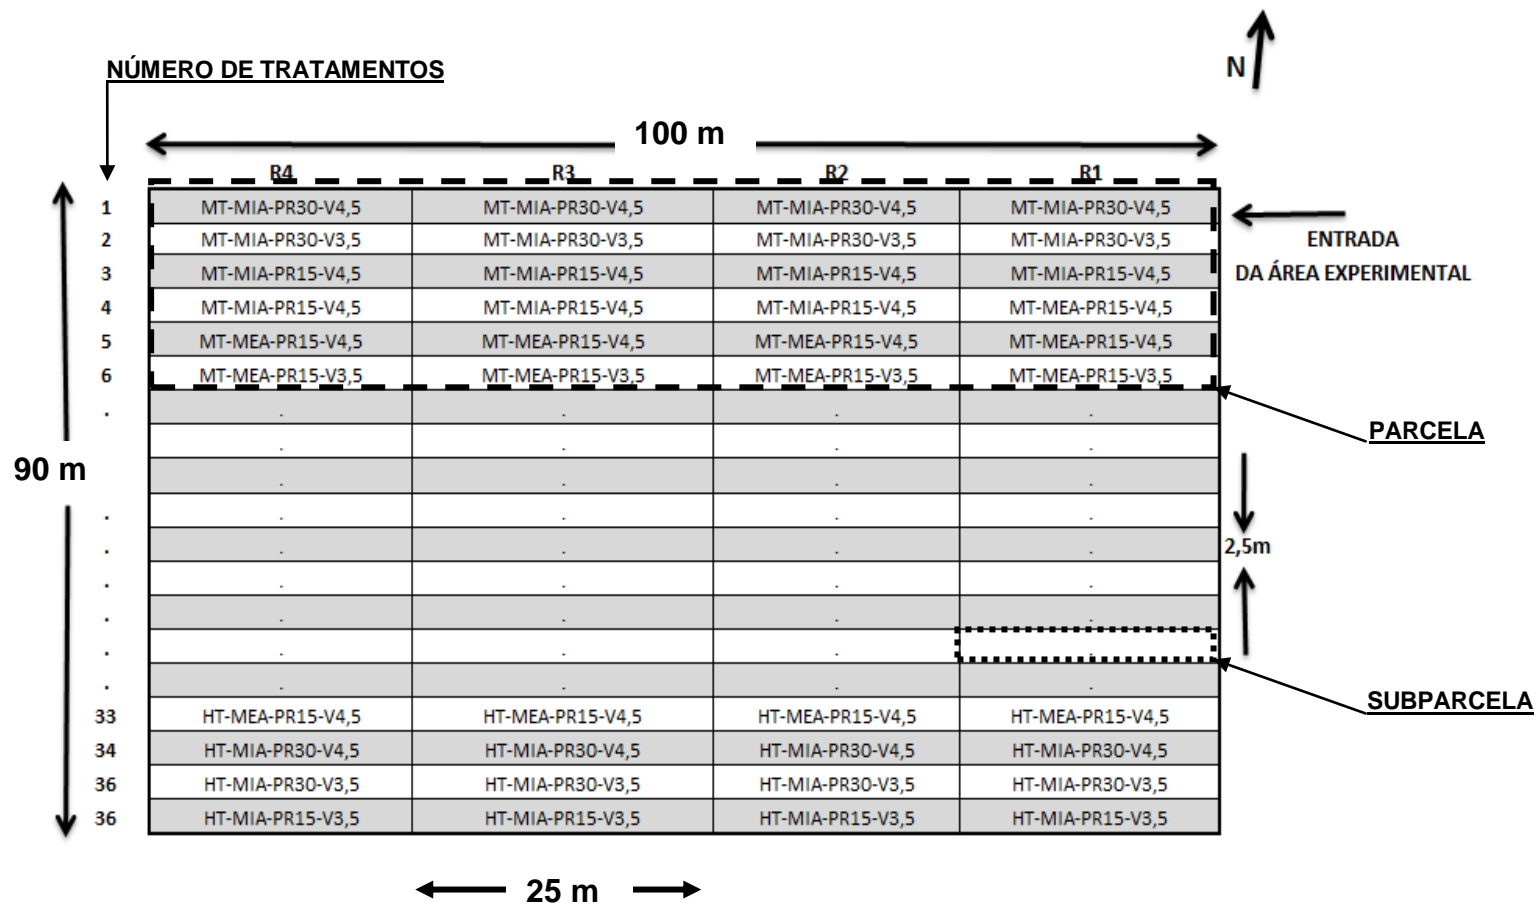 N
NÚMERO DE TRATAMENTOS
100 m
R4 R3 R2 R1
1 MT-MIA-PR30-V4,5 MT-MIA-PR30-V4,5 MT-MIA-PR30-V4,5 MT-MIA-PR30-V4,5
2 MT-MIA-PR30-V3,5 MT-MIA-PR30-V3,5 MT-MIA-PR30-V3,5 MT-MIA-PR30-V3,5
ENTRADA
3 MT-MIA-PR15-V4,5 MT-MIA-PR15-V4,5 MT-MIA-PR15-V4,5 MT-MIA-PR15-V4,5
DA ÁREA EXPERIMENTAL
4 MT-MIA-PR15-V4,5 MT-MIA-PR15-V4,5 MT-MIA-PR15-V4,5 MT-MEA-PR15-V4,5
5 MT-MEA-PR15-V4,5 MT-MEA-PR15-V4,5 MT-MEA-PR15-V4,5 MT-MEA-PR15-V4,5
6 MT-MEA-PR15-V3,5 MT-MEA-PR15-V3,5 MT-MEA-PR15-V3,5 MT-MEA-PR15-V3,5
. . . . .
PARCELA
. . . .
90 m
. . . .
. . . . .
. . . . . 2,5m
. . . . .
. . . . .
. . . . .
. . . . .
SUBPARCELA
33 HT-MEA-PR15-V4,5 HT-MEA-PR15-V4,5 HT-MEA-PR15-V4,5 HT-MEA-PR15-V4,5
34 HT-MIA-PR30-V4,5 HT-MIA-PR30-V4,5 HT-MIA-PR30-V4,5 HT-MIA-PR30-V4,5
36 HT-MIA-PR30-V3,5 HT-MIA-PR30-V3,5 HT-MIA-PR30-V3,5 HT-MIA-PR30-V3,5
36 HT-MIA-PR15-V3,5 HT-MIA-PR15-V3,5 HT-MIA-PR15-V3,5 HT-MIA-PR15-V3,5
25 m